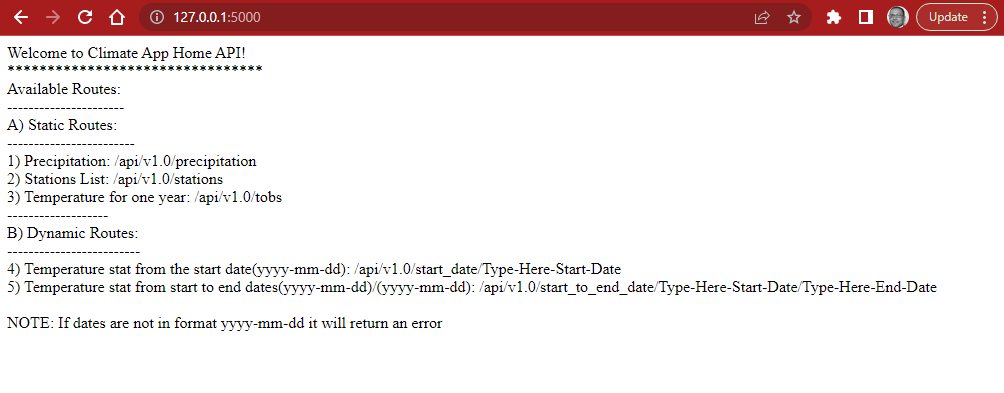 127.0.0.1:5000
Update
Welcome to Climate App Home API!
********************************
Available Routes:
----------------------
A) Static Routes:
------------------------
1) Precipitation: /api/v1.0/precipitation
2) Stations List: /api/v1.0/stations
3) Temperature for one year: /api/v1.0/tobs
-------------------
B) Dynamic Routes:
-------------------------
4) Temperature stat from the start date(yyyy-mm-dd): /api/v1.0/start_date/Type-Here-Start-Date
5) Temperature stat from start to end dates(yyyy-mm-dd)/(yyyy-mm-dd): /api/v1.0/start_to_end_date/Type-Here-Start-Date/Type-Here-End-Date
NOTE: If dates are not in format yyyy-mm-dd it will return an error